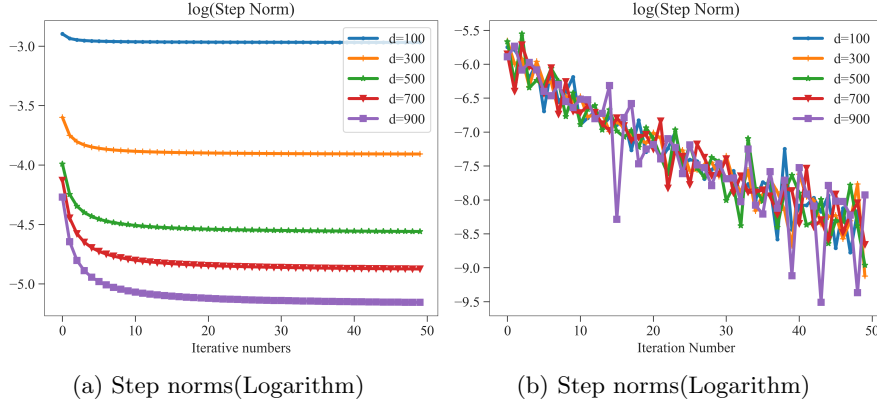 log(Step Norm)
−3.0
−3.5
−4.0
−4.5
−5.0
0
10
20
30
40
50
Iterative numbers
d=100
d=300
d=500
d=700
d=900
(a) Step norms(Logarithm)
log(Step Norm)
−5.5
−6.0
−6.5
−7.0
−7.5
−8.0
−8.5
−9.0
−9.5
0
10
20
30
40
50
Iteration Number
d=100
d=300
d=500
d=700
d=900
(b) Step norms(Logarithm)